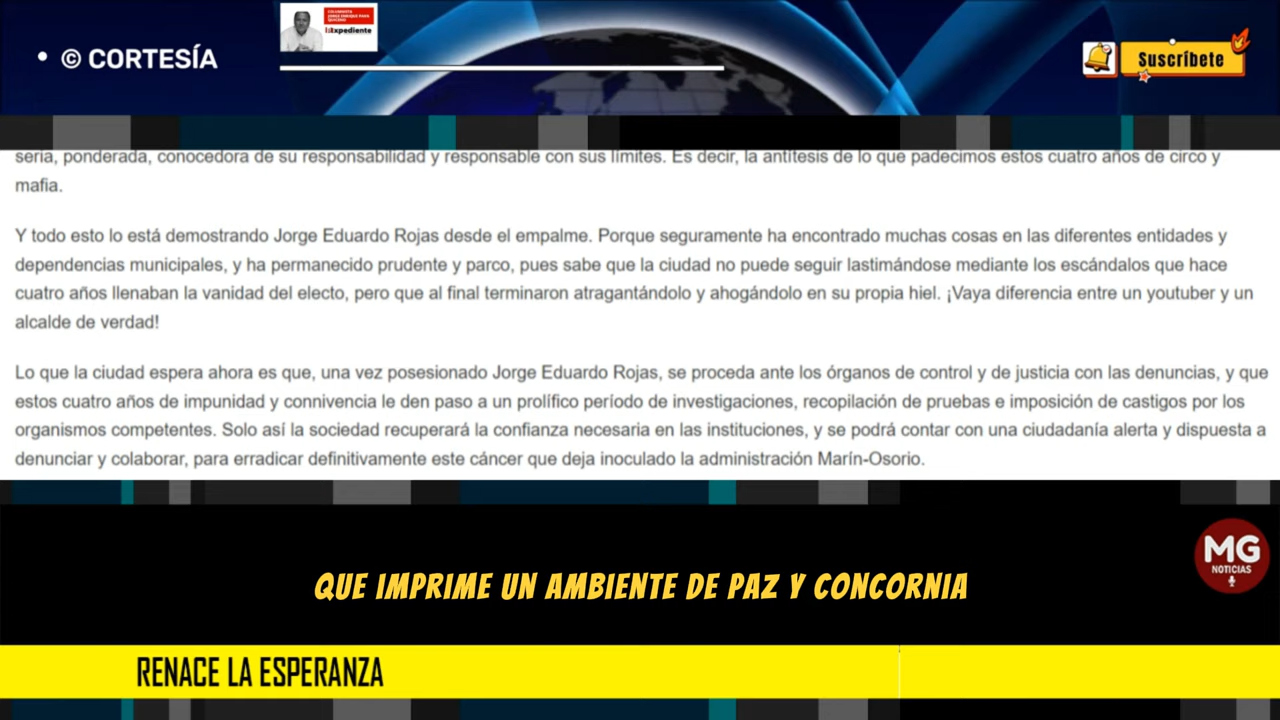 • © CORTESÍA
COLUMNISTA
JORGE ENRIQUE PAVA
QUICENO
Expediente
Suscríbete
seria, ponderada, conocedora de su responsabilidad y responsable con sus límites. Es decir, la antítesis de lo que padecimos estos cuatro años de circo y
mafia.
Y todo esto lo está demostrando Jorge Eduardo Rojas desde el empalme. Porque seguramente ha encontrado muchas cosas en las diferentes entidades y
dependencias municipales, y ha permanecido prudente y parco, pues sabe que la ciudad no puede seguir lastimándose mediante los escándalos que hace
cuatro años llenaban la vanidad del electo, pero que al final terminaron atragantándolo y ahogándolo en su propia hiel. ¡Vaya diferencia entre un youtuber y un
alcalde de verdad!
Lo que la ciudad espera ahora es que, una vez posesionado Jorge Eduardo Rojas, se proceda ante los órganos de control y de justicia con las denuncias, y que
estos cuatro años de impunidad y connivencia le den paso a un prolífico período de investigaciones, recopilación de pruebas e imposición de castigos por los
organismos competentes. Solo así la sociedad recuperará la confianza necesaria en las instituciones, y se podrá contar con una ciudadanía alerta y dispuesta a
denunciar y colaborar, para erradicar definitivamente este cáncer que deja inoculado la administración Marín-Osorio.
MG
NOTICIAS
QUE IMPRIME UN AMBIENTE DE PAZ Y CONCORNIA
RENACE LA ESPERANZA